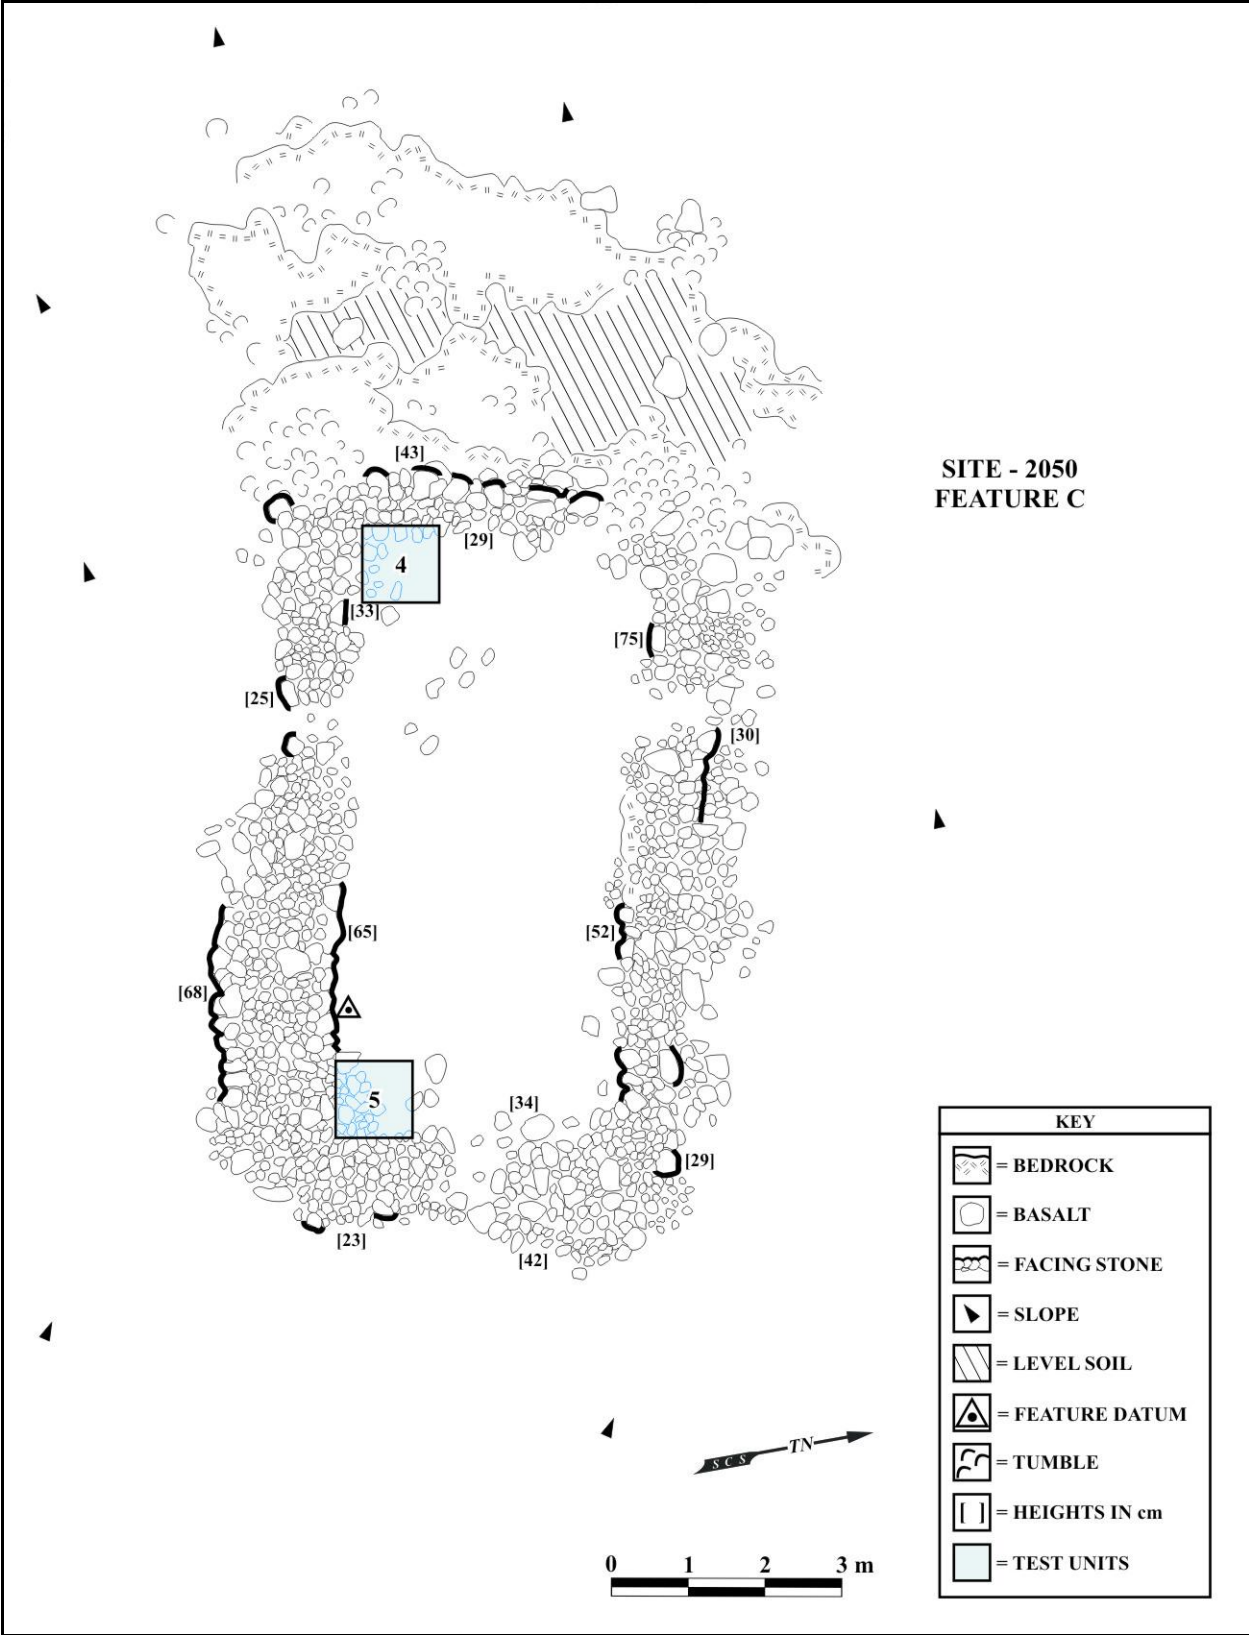 [43]
SITE - 2050
FEATURE C
[29]
4
[33]
[75]
[25]
[30]
[65]
[52]
[68]
5
[34]
[29]
[23]
[42]
KEY
= BEDROCK
= BASALT
= FACING STONE
= SLOPE
= LEVEL SOIL
= FEATURE DATUM
= TUMBLE
[ ] = HEIGHTS IN cm
= TEST UNITS
SCS TN
0 1 2 3 m